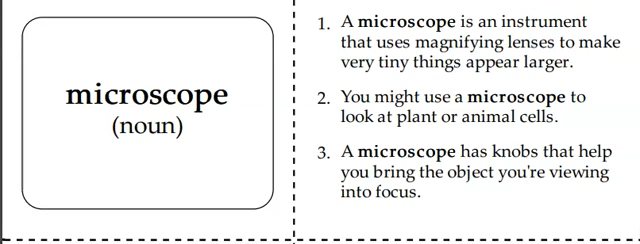 microscope
(noun)
1. A microscope is an instrument
that uses magnifying lenses to make
very tiny things appear larger.
2. You might use a microscope to
look at plant or animal cells.
3. A microscope has knobs that help
you bring the object you're viewing
into focus.